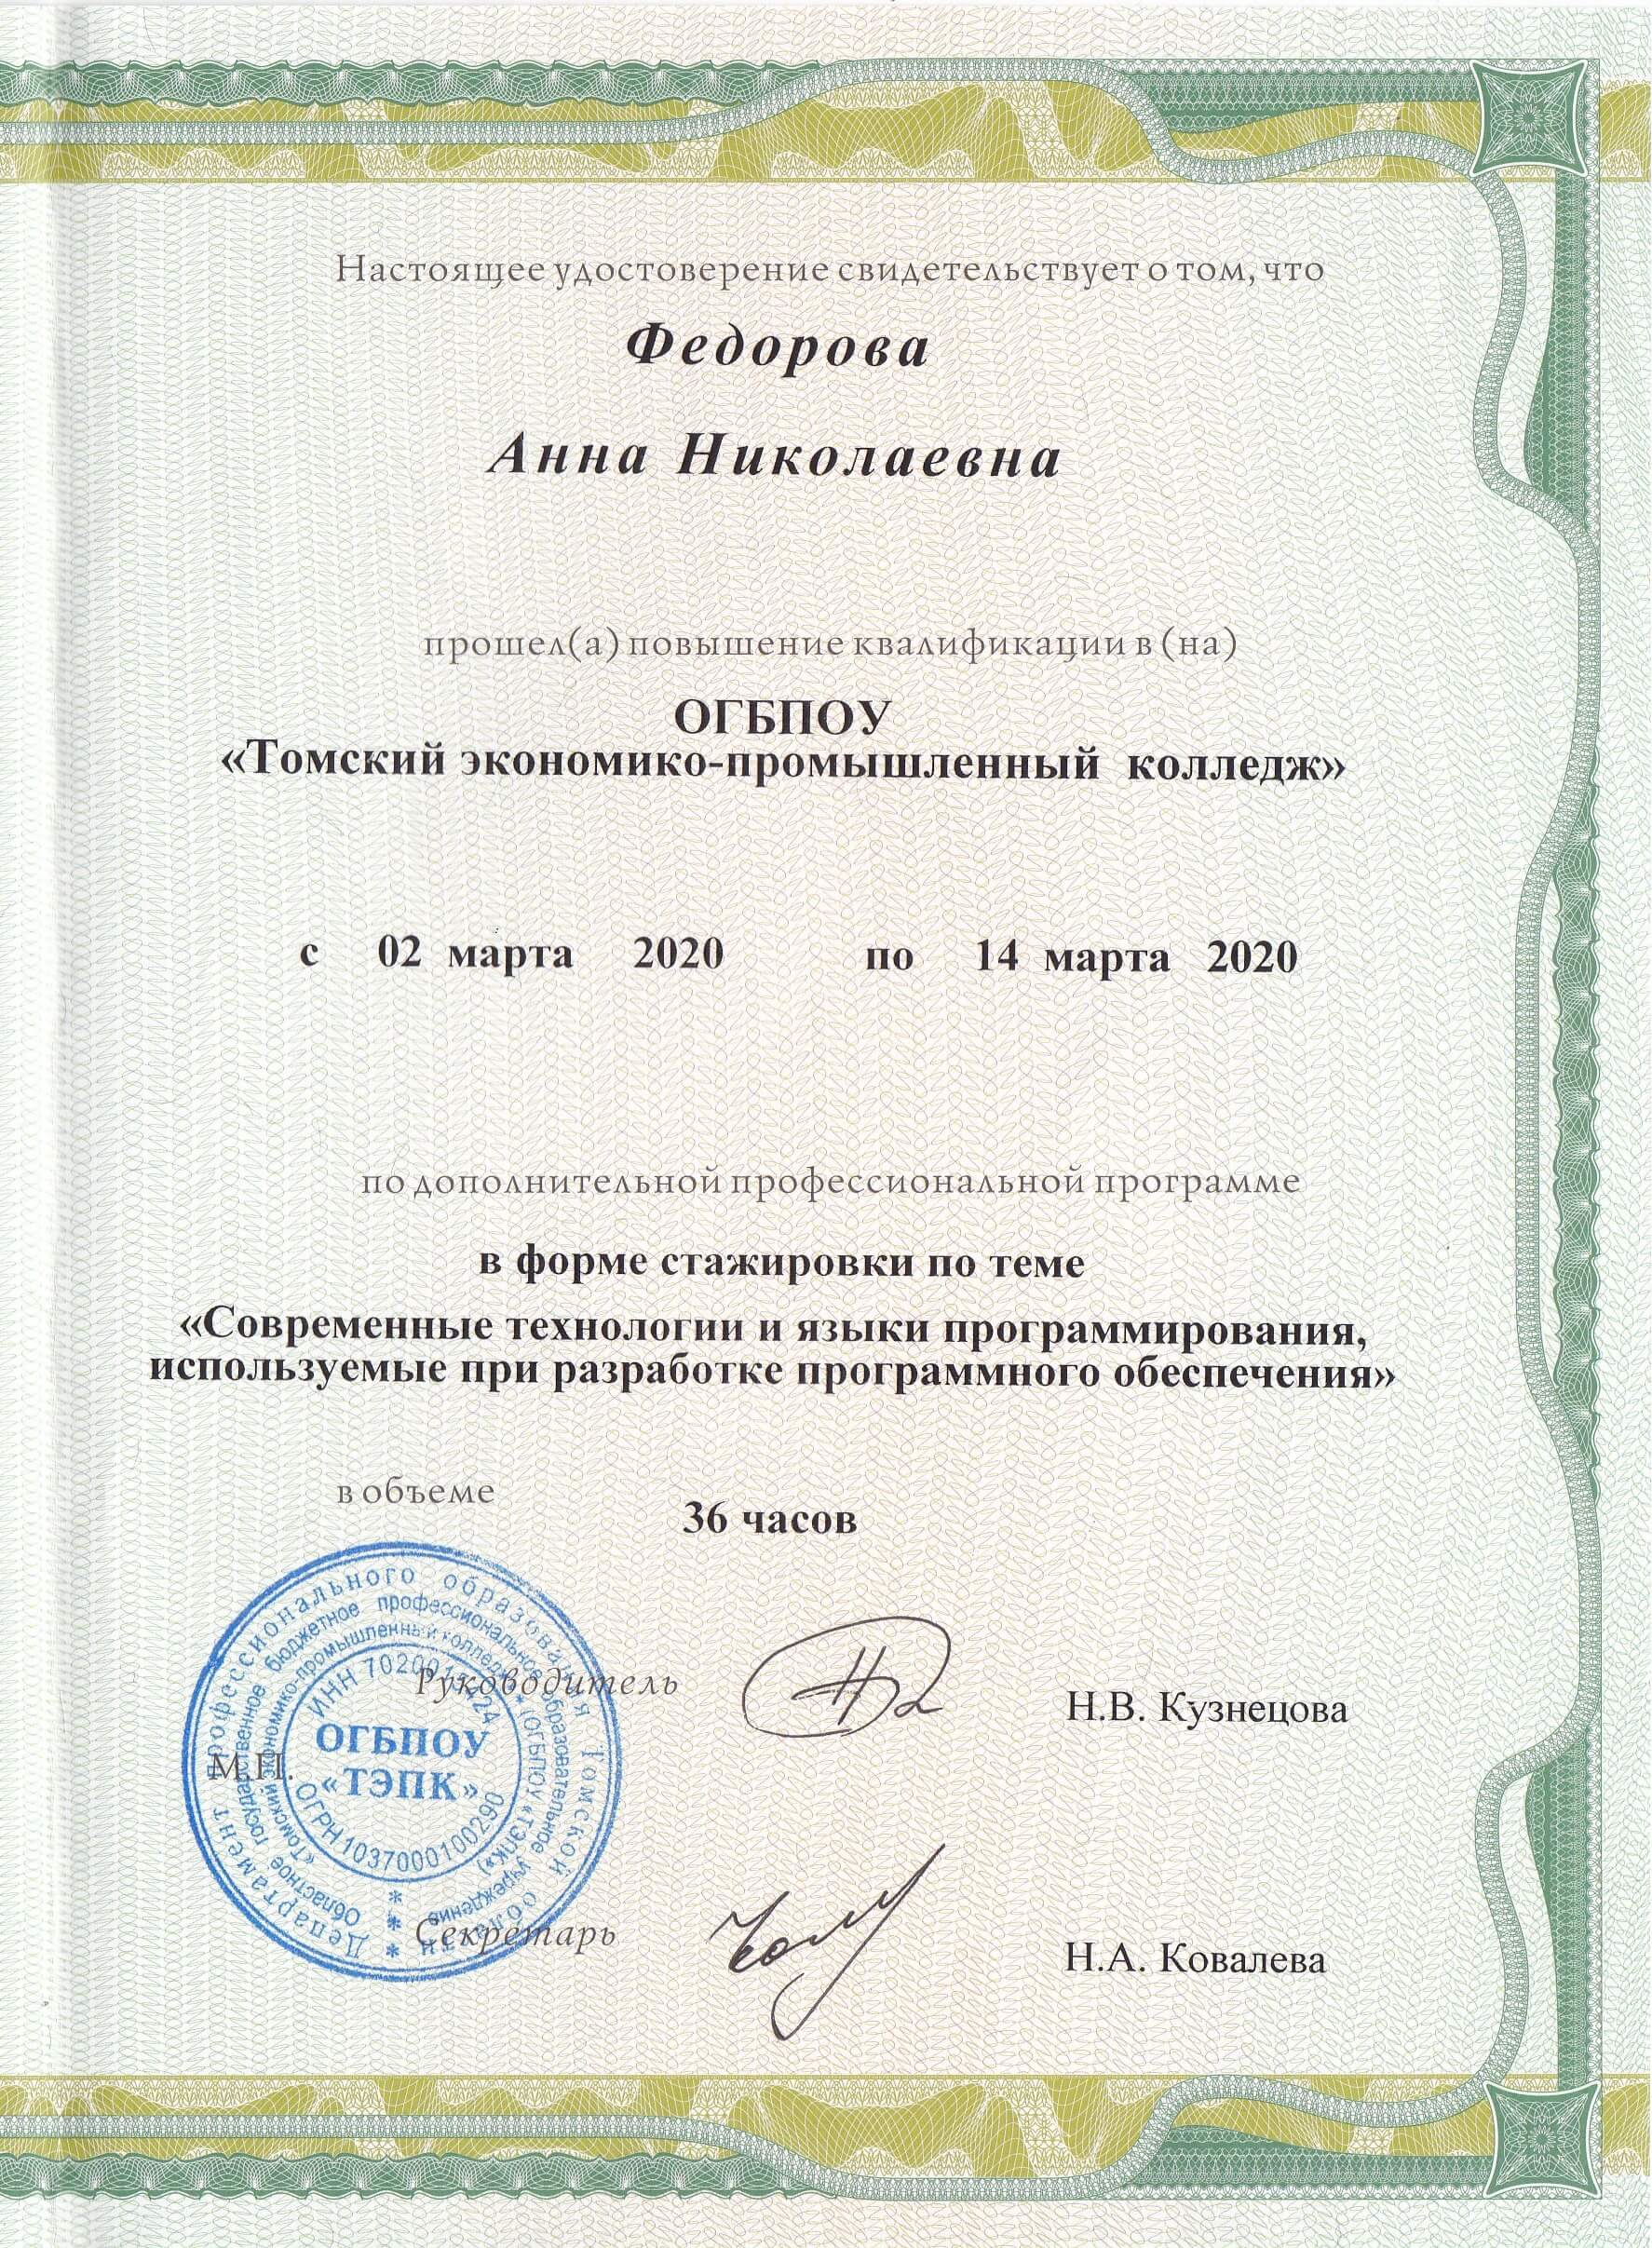 Настоящее удостоверение свидетельствует о том, что
Федорова
Анна Николаевна
прошел(а) повышение квалификации в (на)
ОГБПОУ
«Томский экономико-промышленный колледж»
с 02 марта 2020 по 14 марта 2020
по дополнительной профессиональной программе
в форме стажировки по теме
«Современные технологии и языки программирования,
используемые при разработке программного обеспечения»
в объеме
36 часов
Руководитель
Н.В. Кузнецова
М.П.
Секретарь
Н.А. Ковалева
Департамент профессионального образования Томской области
Областное государственное бюджетное профессиональное образовательное учреждение
«Томский экономико-промышленный колледж» (ОГБПОУ «ТЭПК»)
ИНН
ОГБПОУ
«ТЭПК»
ОГРН 1037000100290